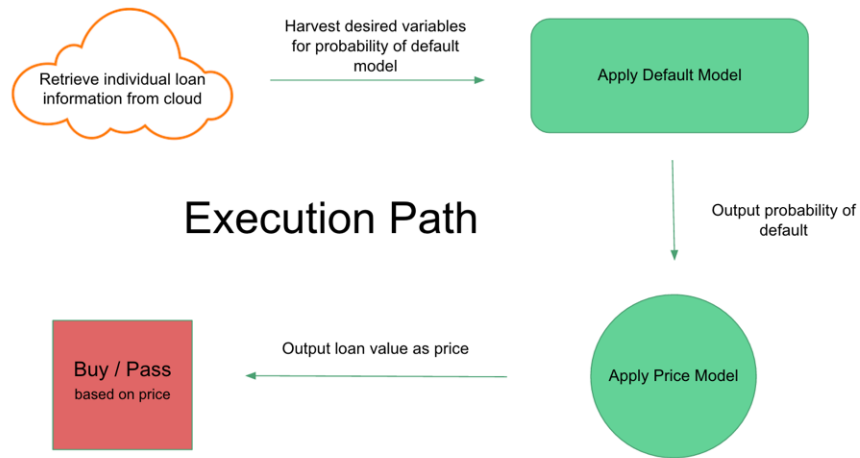 Harvest desired variables
for probability of default
model
Retrieve individual loan
information from cloud
Apply Default Model
Execution Path
Output probability of
default
Output loan value as price
Buy / Pass
based on price
Apply Price Model